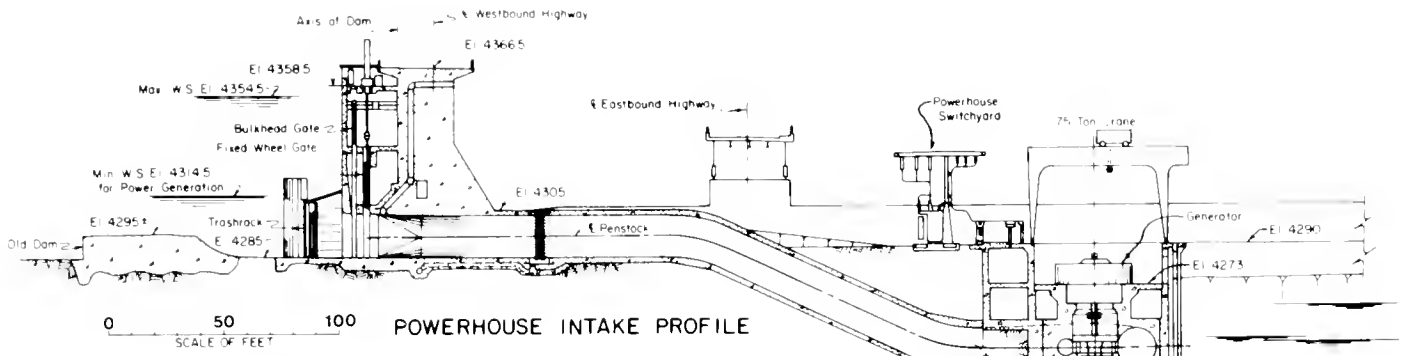 Axis of Dam
℄ Westbound Highway
El 4366.5
El 4358.5
Max. W.S. El 4354.5
Bulkhead Gate
Fixed Wheel Gate
Min W.S. El 4314.5
for Power Generation
El 4295±
Trashrack
El 4285
Old Dam
El 4305
℄ Penstock
℄ Eastbound Highway
Powerhouse
Switchyard
75 Ton Crane
Generator
El 4290
El 4273
0 50 100
SCALE OF FEET
POWERHOUSE INTAKE PROFILE